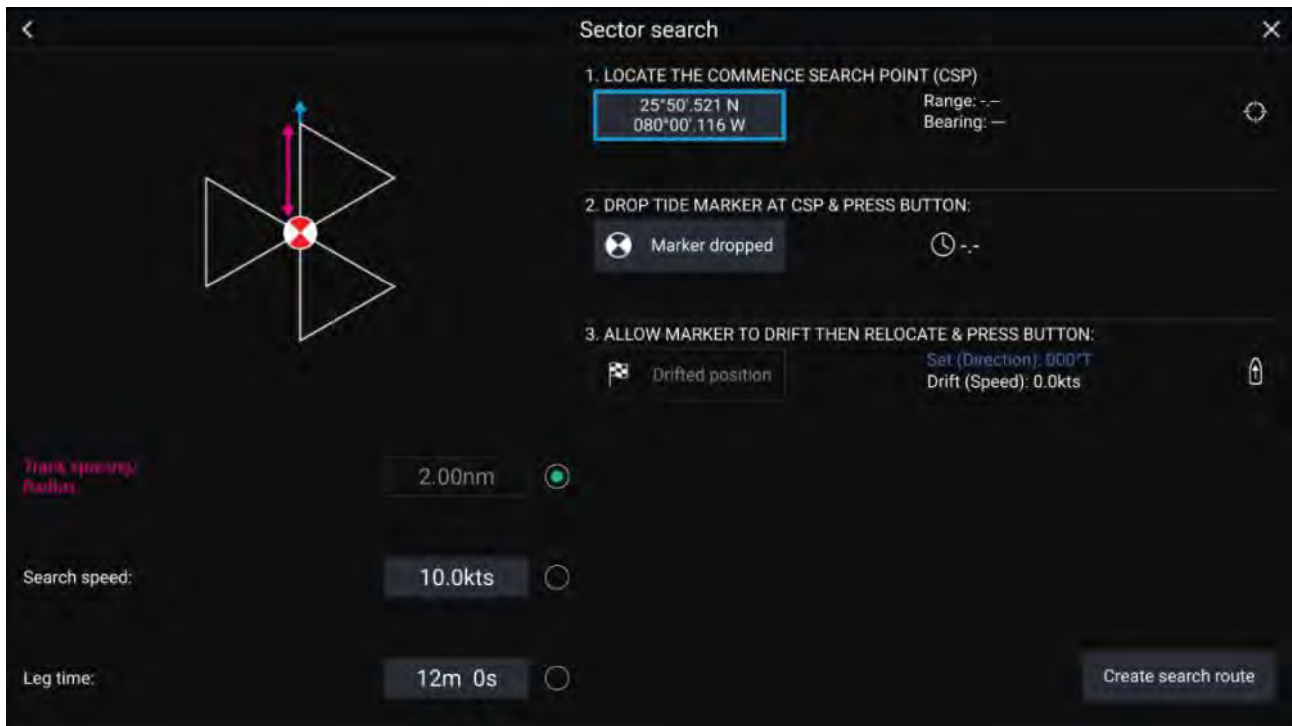 Sector search
1. LOCATE THE COMMENCE SEARCH POINT (CSP)
25°50'.521 N
080°00'.116 W
Range: -.--
Bearing: ---
2. DROP TIDE MARKER AT CSP & PRESS BUTTON:
Marker dropped
-.-
3. ALLOW MARKER TO DRIFT THEN RELOCATE & PRESS BUTTON:
Drifted position
Set (Direction): 000°T
Drift (Speed): 0.0kts
Track spacing/
Radius
2.00nm
Search speed:
10.0kts
Leg time:
12m 0s
Create search route